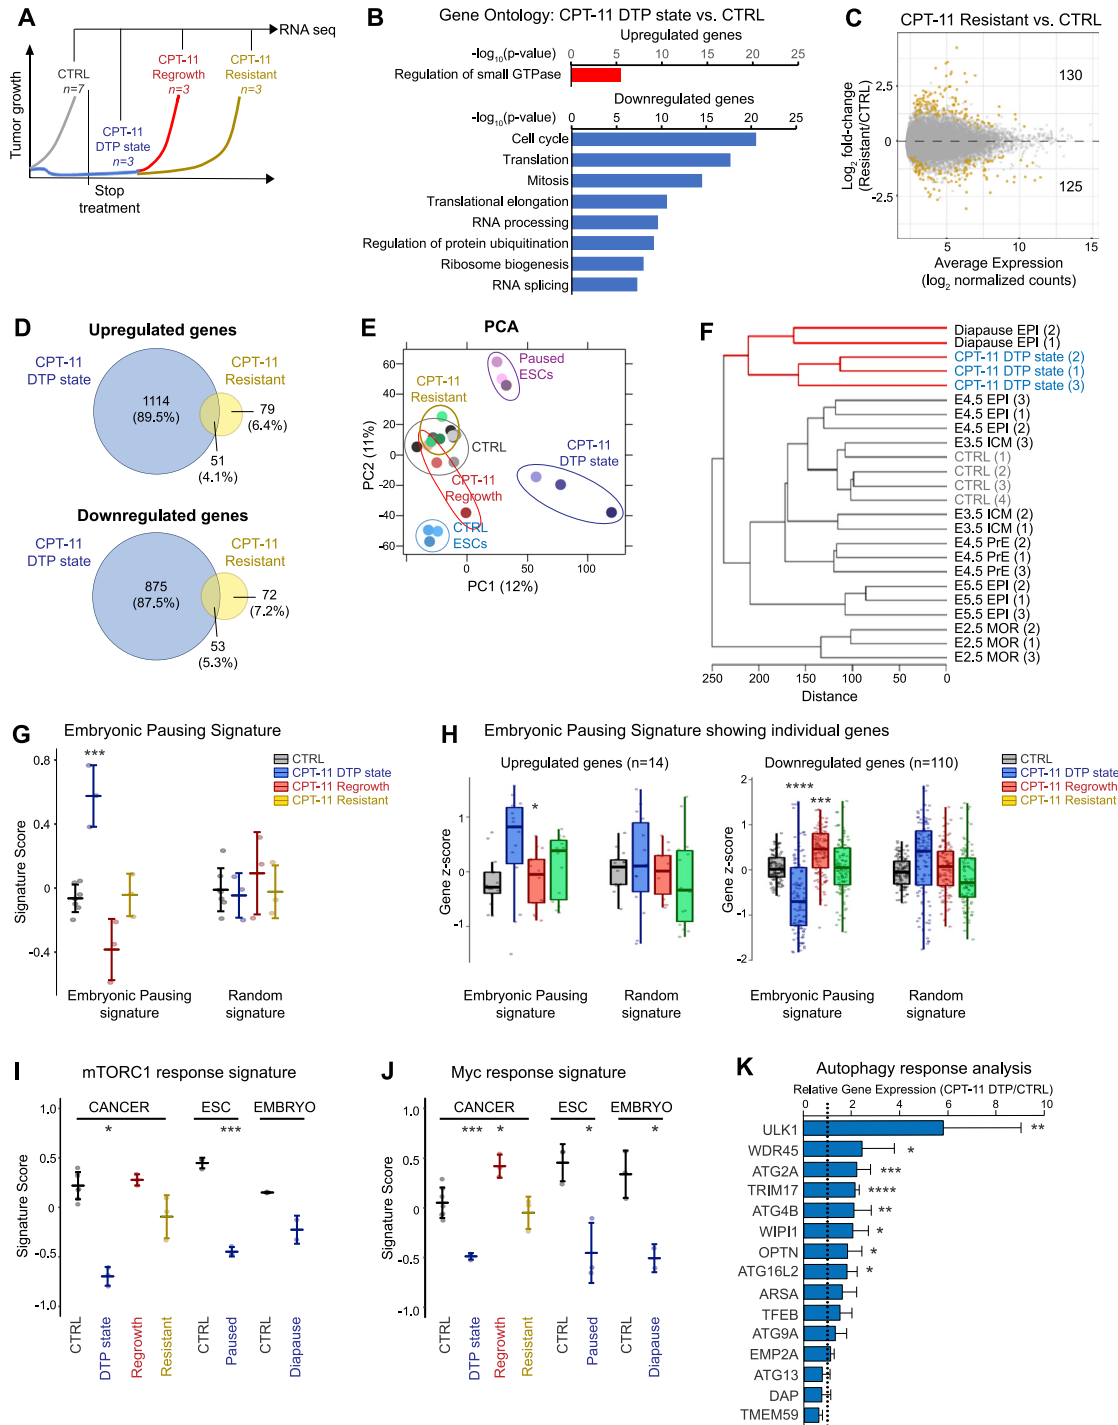 A
RNA seq
CTRL
n=7
CPT-11
Regrowth
n=3
CPT-11
Resistant
n=3
CPT-11
DTP state
n=3
Tumor growth
Stop
treatment
B
Gene Ontology: CPT-11 DTP state vs. CTRL
Upregulated genes
-log10(p-value)
0 5 10 15 20 25
Regulation of small GTPase
Downregulated genes
-log10(p-value)
0 5 10 15 20 25
Cell cycle
Translation
Mitosis
Translational elongation
RNA processing
Regulation of protein ubiquitination
Ribosome biogenesis
RNA splicing
C
CPT-11 Resistant vs. CTRL
Log2 fold-change
(Resistant/CTRL)
2.5
0
-2.5
130
125
5 10 15
Average Expression
(log2 normalized counts)
D
Upregulated genes
CPT-11
DTP state
CPT-11
Resistant
1114
(89.5%)
79
(6.4%)
51
(4.1%)
Downregulated genes
CPT-11
DTP state
CPT-11
Resistant
875
(87.5%)
72
(7.2%)
53
(5.3%)
E
PCA
PC2 (11%)
60
40
20
0
-20
-40
-60
Paused
ESCs
CPT-11
Resistant
CTRL
CPT-11
DTP state
CPT-11
Regrowth
CTRL
ESCs
0 50 100
PC1 (12%)
F
Diapause EPI (2)
Diapause EPI (1)
CPT-11 DTP state (2)
CPT-11 DTP state (1)
CPT-11 DTP state (3)
E4.5 EPI (3)
E4.5 EPI (1)
E4.5 EPI (2)
E3.5 ICM (3)
CTRL (1)
CTRL (2)
CTRL (3)
CTRL (4)
E3.5 ICM (2)
E3.5 ICM (1)
E4.5 PrE (2)
E4.5 PrE (1)
E4.5 PrE (3)
E5.5 EPI (2)
E5.5 EPI (1)
E5.5 EPI (3)
E2.5 MOR (2)
E2.5 MOR (1)
E2.5 MOR (3)
250 200 150 100 50 0
Distance
G
Embryonic Pausing Signature
Signature Score
0.8
0.4
0
-0.4
***
CTRL
CPT-11 DTP state
CPT-11 Regrowth
CPT-11 Resistant
Embryonic Pausing
signature
Random
signature
H
Embryonic Pausing Signature showing individual genes
Upregulated genes (n=14)
Gene z-score
1
0
-1
*
Embryonic Pausing
signature
Random
signature
Downregulated genes (n=110)
Gene z-score
2
1
0
-1
-2
****
***
CTRL
CPT-11 DTP state
CPT-11 Regrowth
CPT-11 Resistant
Embryonic Pausing
signature
Random
signature
I
mTORC1 response signature
CANCER ESC EMBRYO
* ***
Signature Score
1.0
0.5
0
-0.5
-1.0
CTRL
DTP state
Regrowth
Resistant
CTRL
Paused
CTRL
Diapause
J
Myc response signature
CANCER ESC EMBRYO
*** * * *
Signature Score
1.0
0.5
0
-0.5
-1.0
CTRL
DTP state
Regrowth
Resistant
CTRL
Paused
CTRL
Diapause
K
Autophagy response analysis
Relative Gene Expression (CPT-11 DTP/CTRL)
0 2 4 6 8 10
ULK1 **
WDR45 *
ATG2A ***
TRIM17 ****
ATG4B **
WIPI1 *
OPTN *
ATG16L2 *
ARSA
TFEB
ATG9A
EMP2A
ATG13
DAP
TMEM59